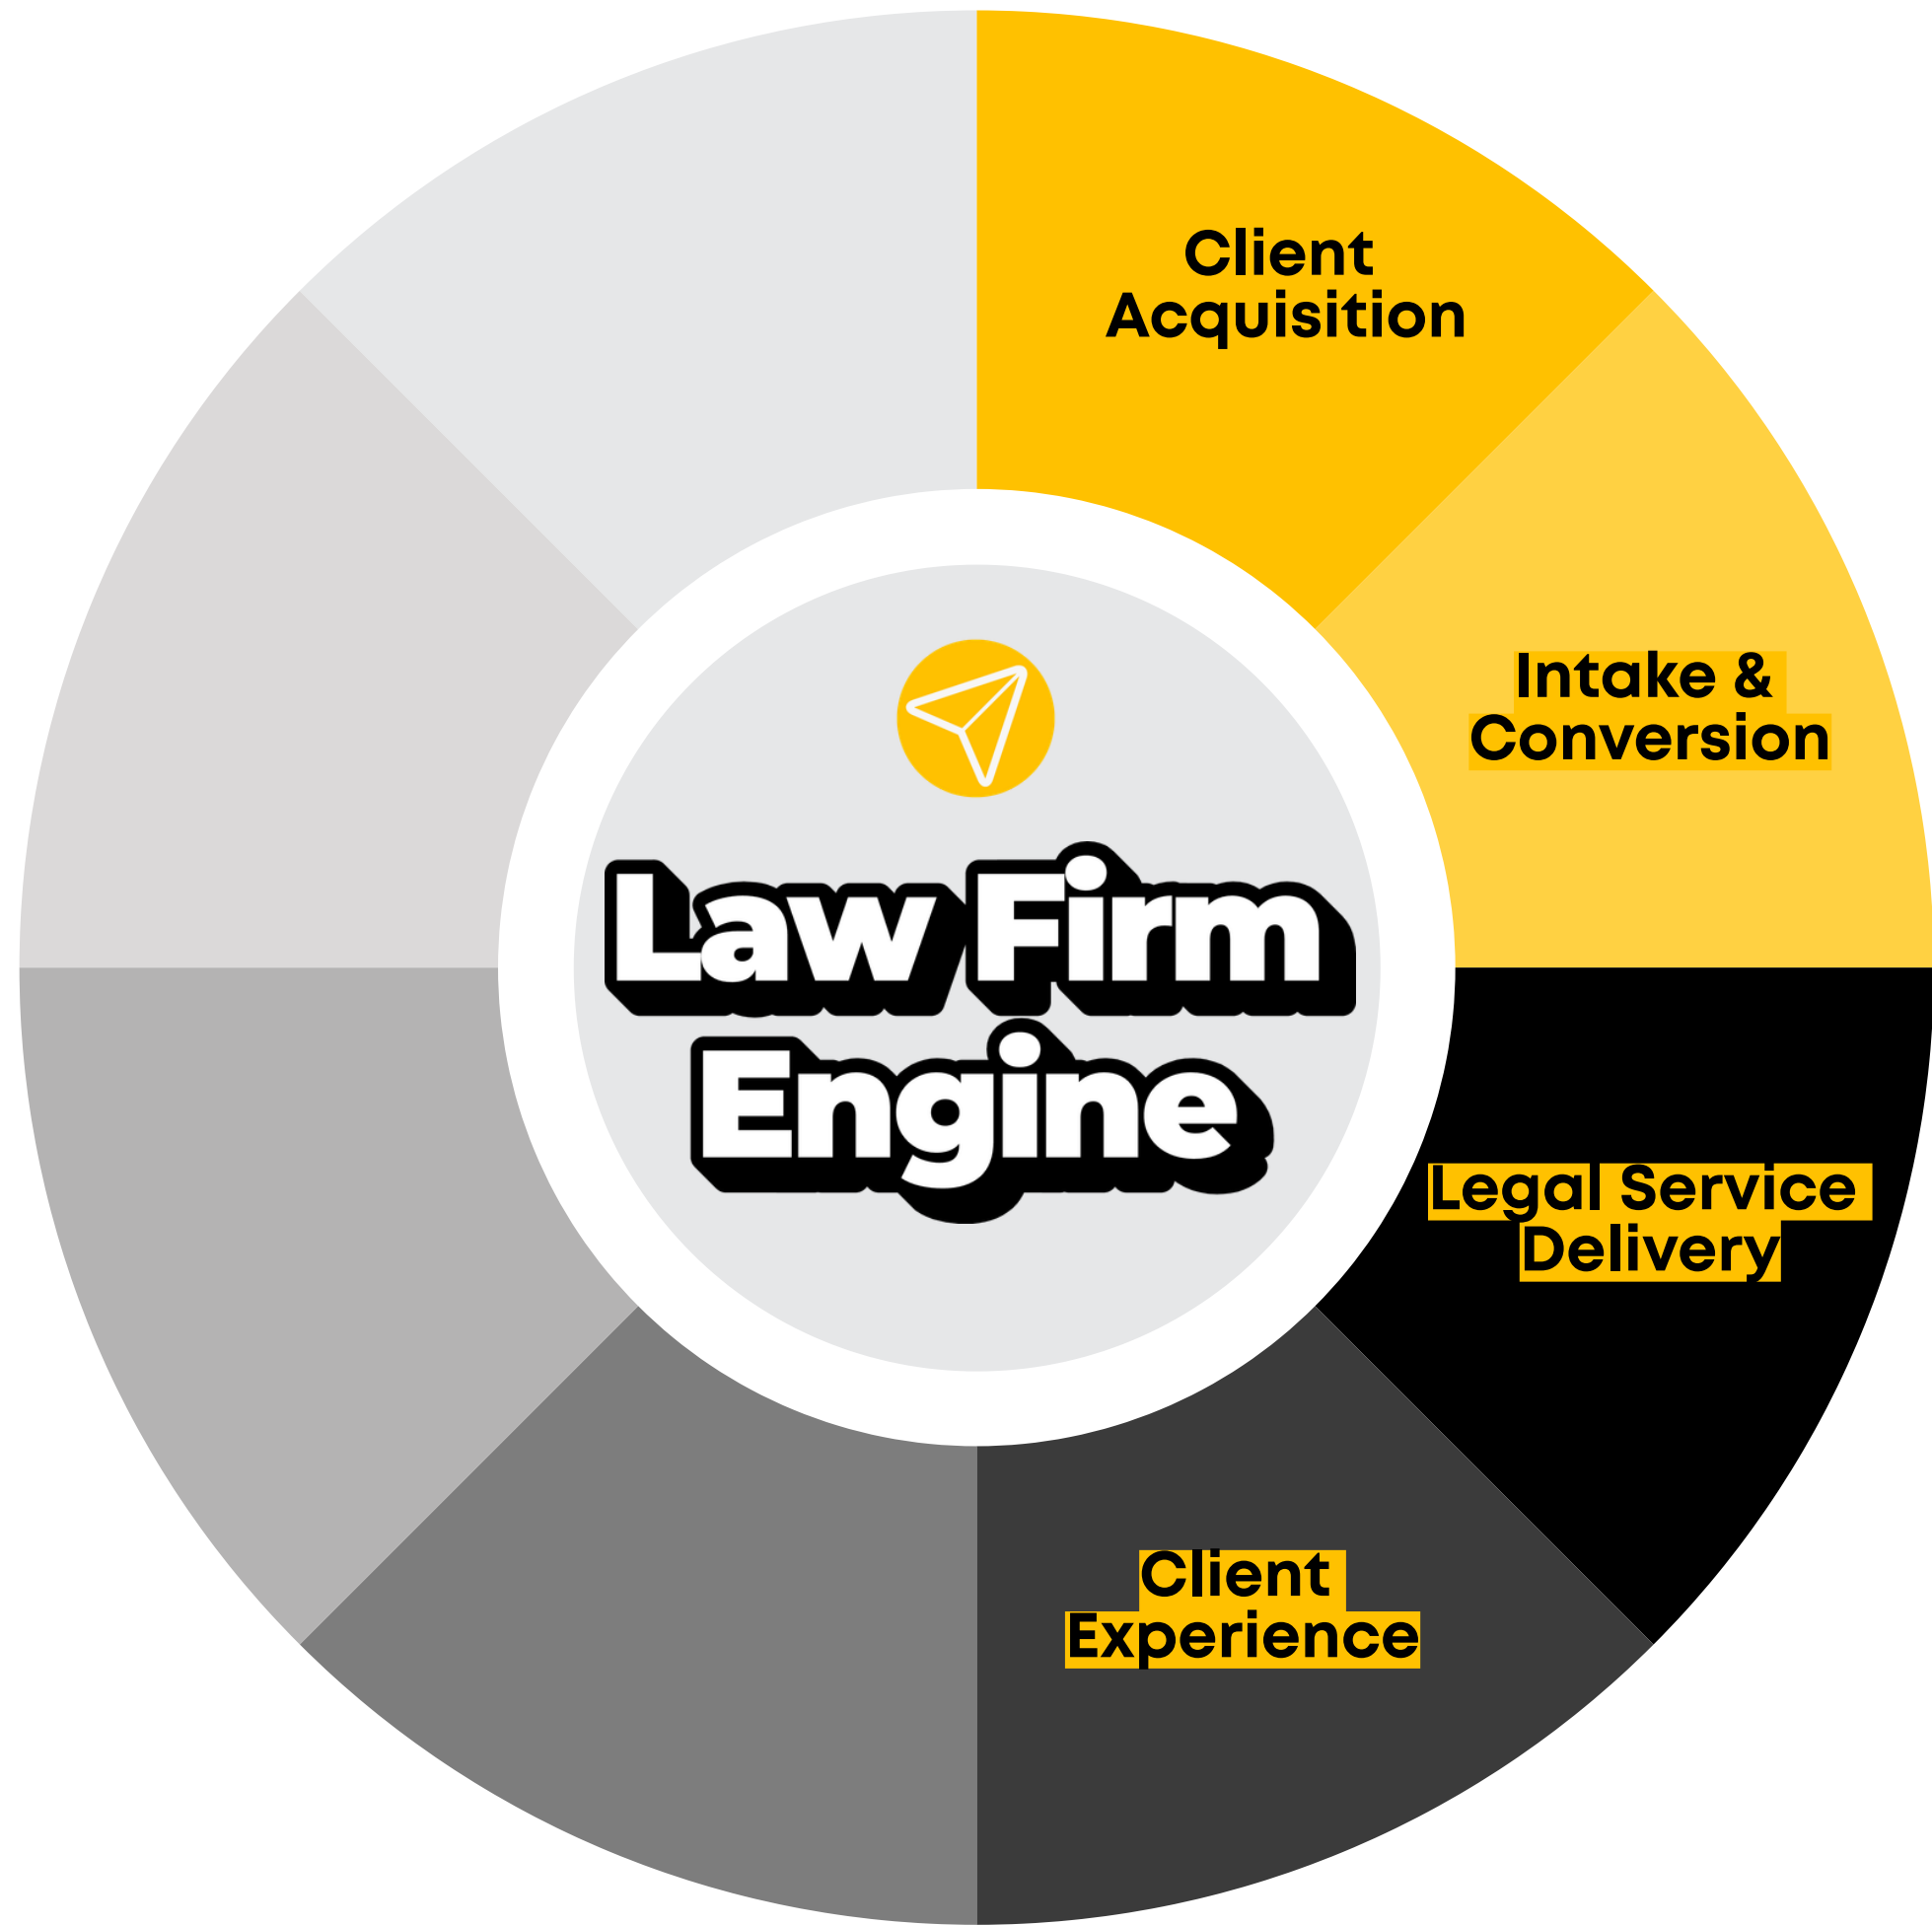 Client
Acquisition
Intake &
Conversion
Legal Service
Delivery
Client
Experience
Law Firm
Engine